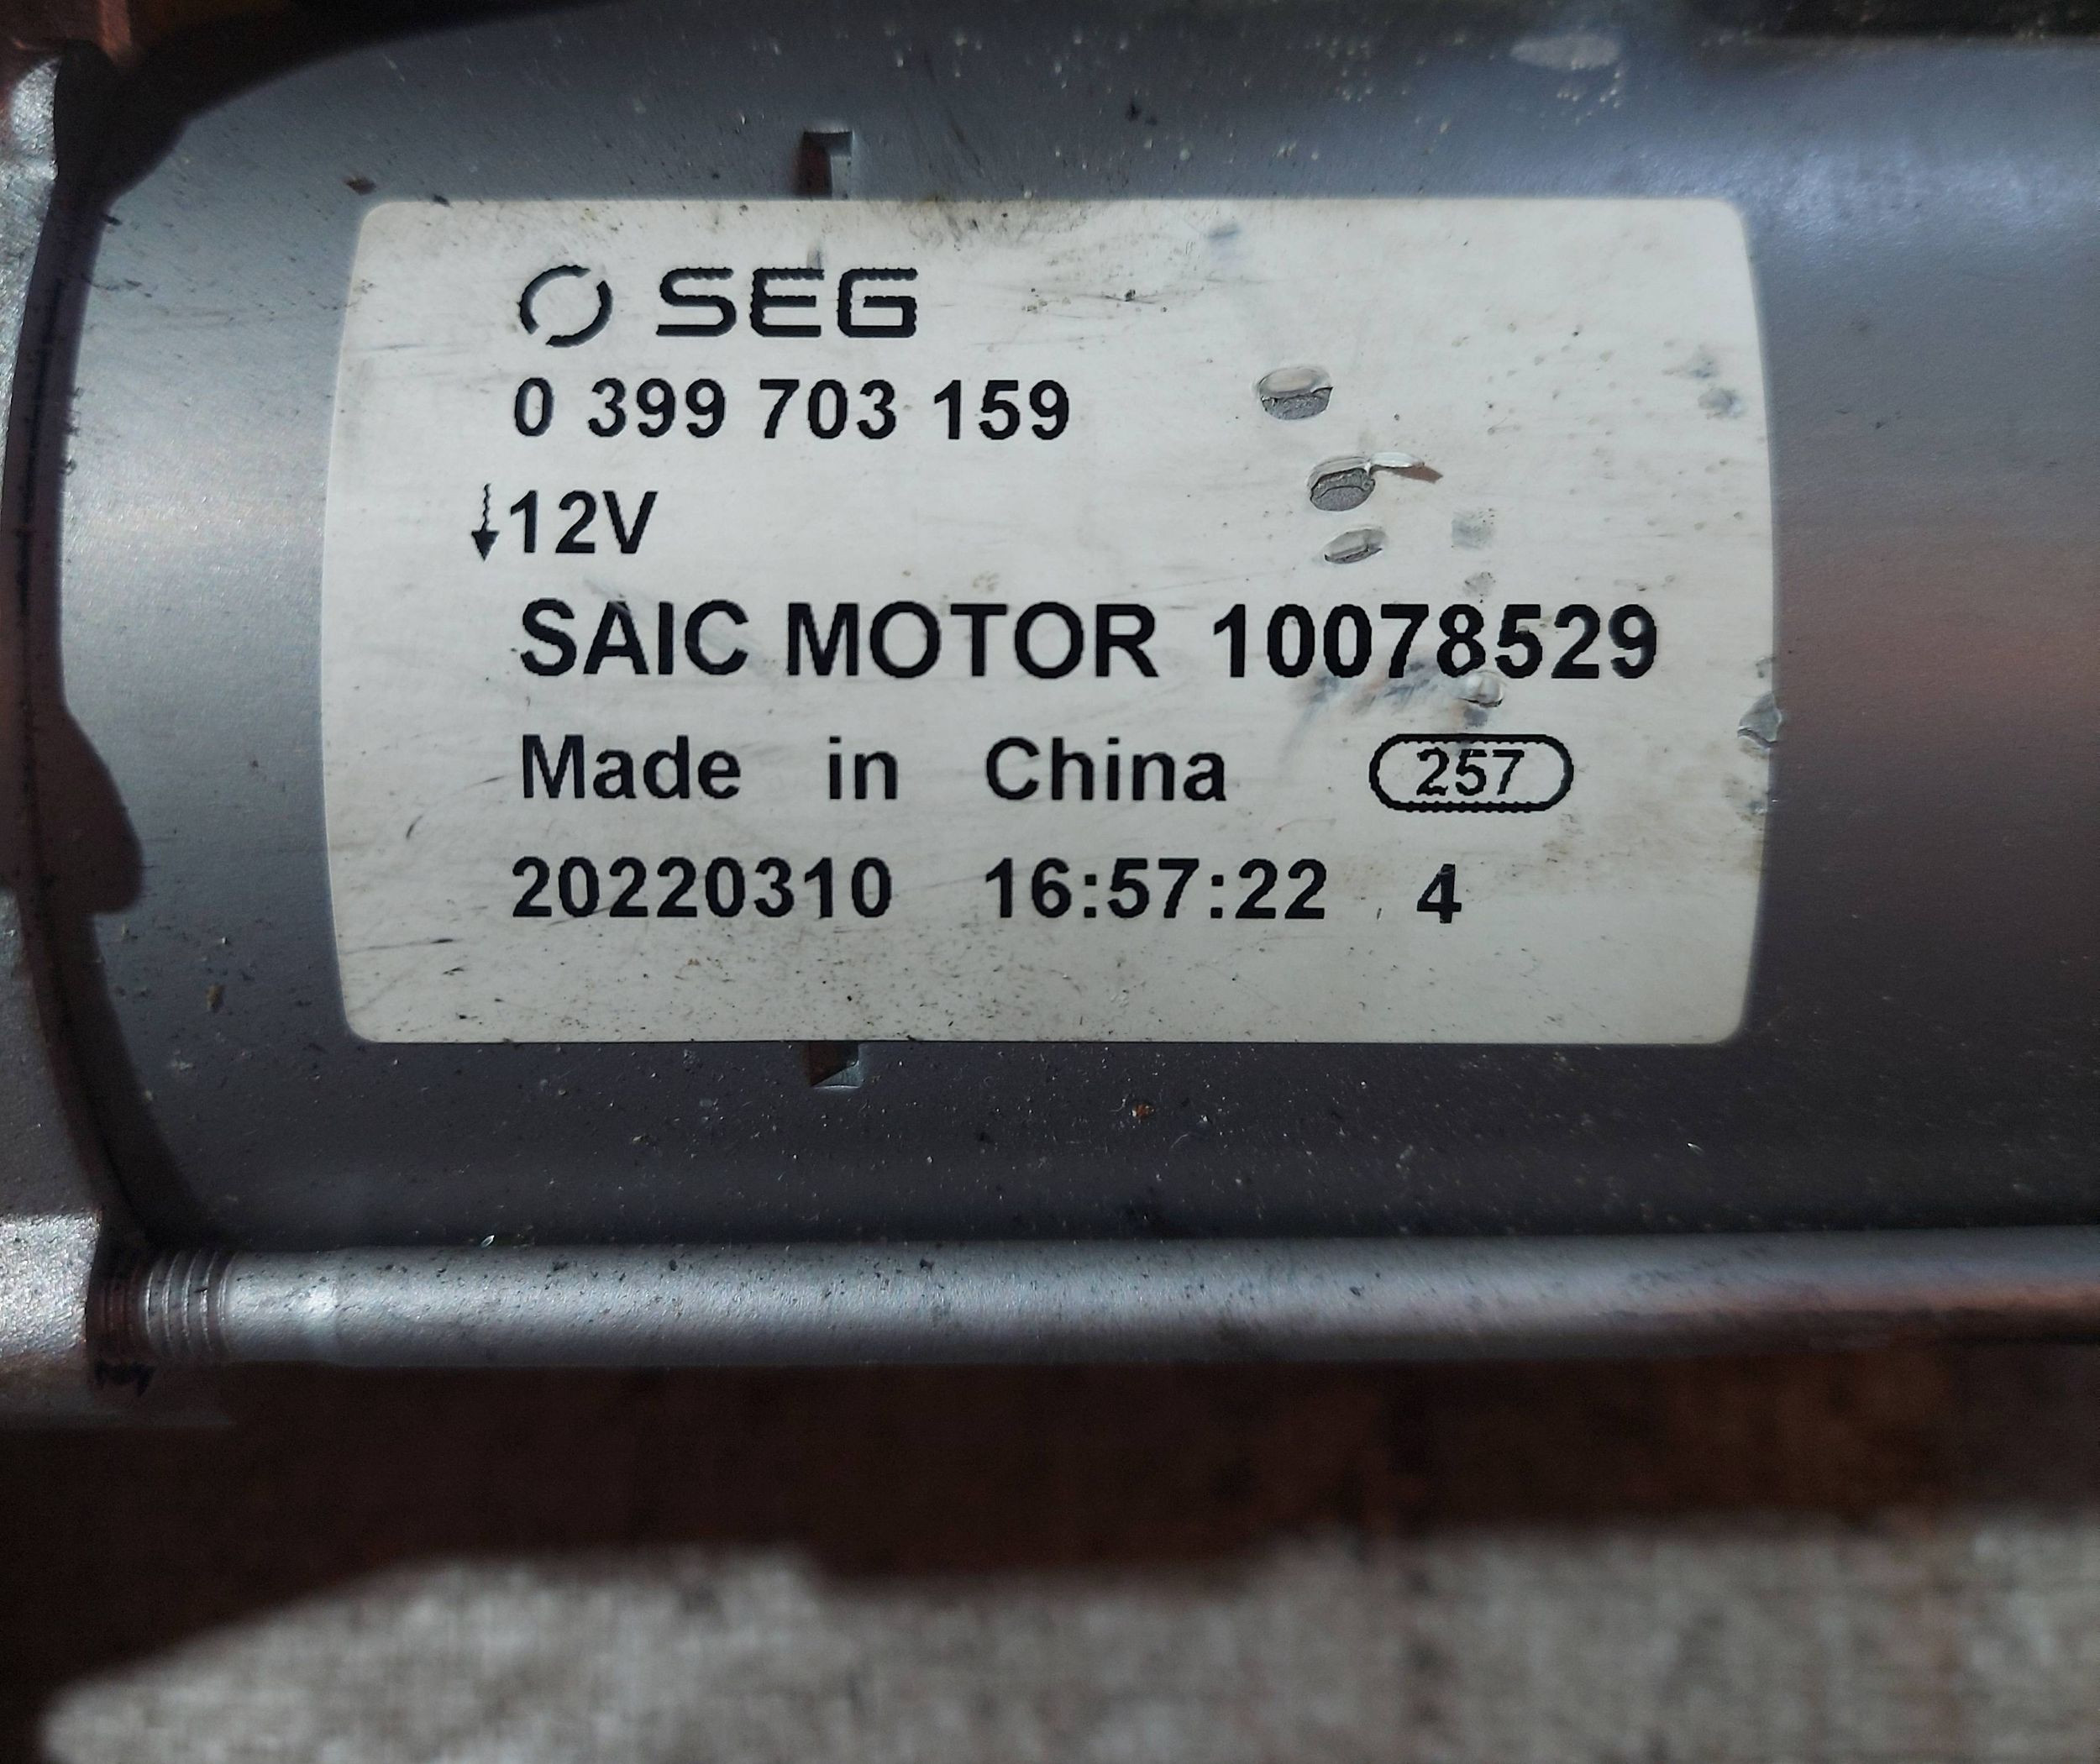 SEG
0 399 703 159
↓12V
SAIC MOTOR 10078529
Made in China 257
20220310 16:57:22 4